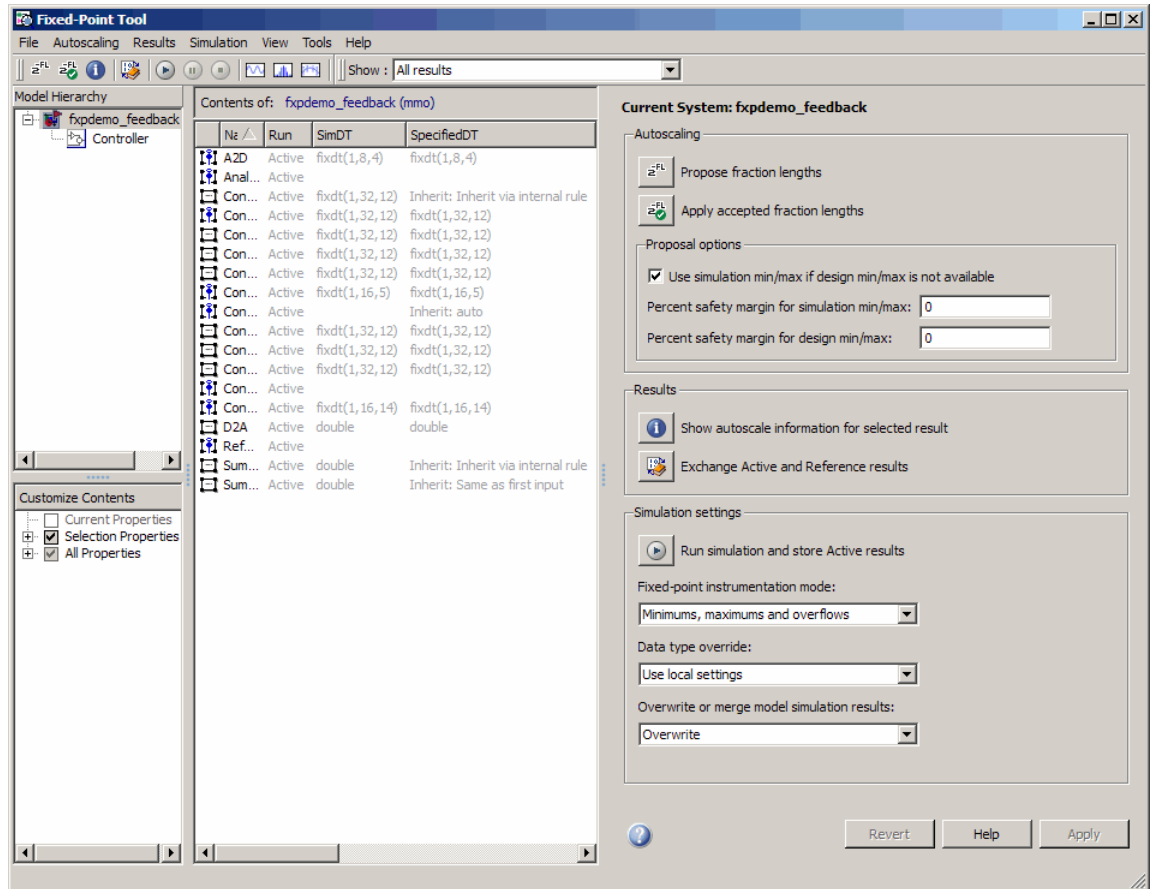 Fixed-Point Tool
File Autoscaling Results Simulation View Tools Help
Show : All results
Model Hierarchy
fxpdemo_feedback
Controller
Customize Contents
Current Properties
Selection Properties
All Properties
Contents of: fxpdemo_feedback (mmo)
Na Run SimDT SpecifiedDT
A2D Active fixdt(1,8,4) fixdt(1,8,4)
Anal... Active
Con... Active fixdt(1,32,12) Inherit: Inherit via internal rule
Con... Active fixdt(1,32,12) fixdt(1,32,12)
Con... Active fixdt(1,32,12) fixdt(1,32,12)
Con... Active fixdt(1,32,12) fixdt(1,32,12)
Con... Active fixdt(1,32,12) fixdt(1,32,12)
Con... Active fixdt(1,16,5) fixdt(1,16,5)
Con... Active Inherit: auto
Con... Active fixdt(1,32,12) fixdt(1,32,12)
Con... Active fixdt(1,32,12) fixdt(1,32,12)
Con... Active fixdt(1,32,12) fixdt(1,32,12)
Con... Active
Con... Active fixdt(1,16,14) fixdt(1,16,14)
D2A Active double double
Ref... Active
Sum... Active double Inherit: Inherit via internal rule
Sum... Active double Inherit: Same as first input
Current System: fxpdemo_feedback
Autoscaling
Propose fraction lengths
Apply accepted fraction lengths
Proposal options
Use simulation min/max if design min/max is not available
Percent safety margin for simulation min/max: 0
Percent safety margin for design min/max: 0
Results
Show autoscale information for selected result
Exchange Active and Reference results
Simulation settings
Run simulation and store Active results
Fixed-point instrumentation mode:
Minimums, maximums and overflows
Data type override:
Use local settings
Overwrite or merge model simulation results:
Overwrite
Revert Help Apply